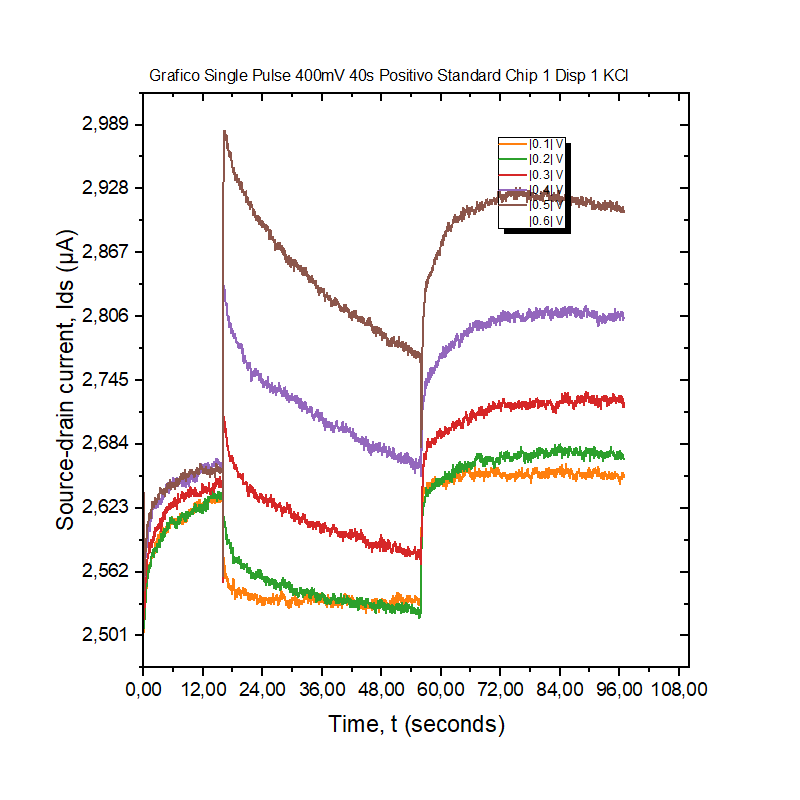 Grafico Single Pulse 400mV 40s Positivo Standard Chip 1 Disp 1 KCl
|0.1| V
|0.2| V
|0.3| V
|0.4| V
|0.5| V
|0.6| V
Source-drain current, Ids (µA)
2,989
2,928
2,867
2,806
2,745
2,684
2,623
2,562
2,501
0,00 12,00 24,00 36,00 48,00 60,00 72,00 84,00 96,00 108,00
Time, t (seconds)